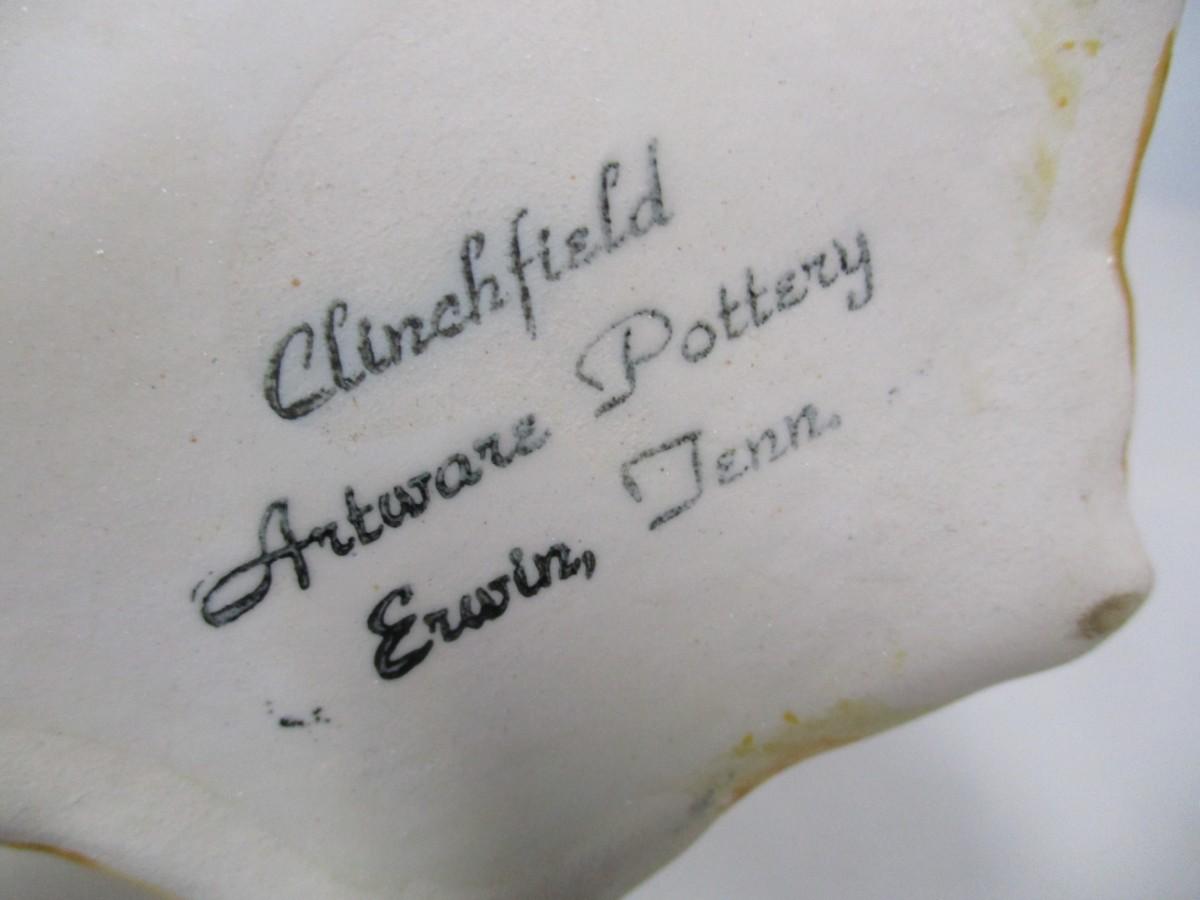 Clinchfield
Artware Pottery
Erwin, Tenn.